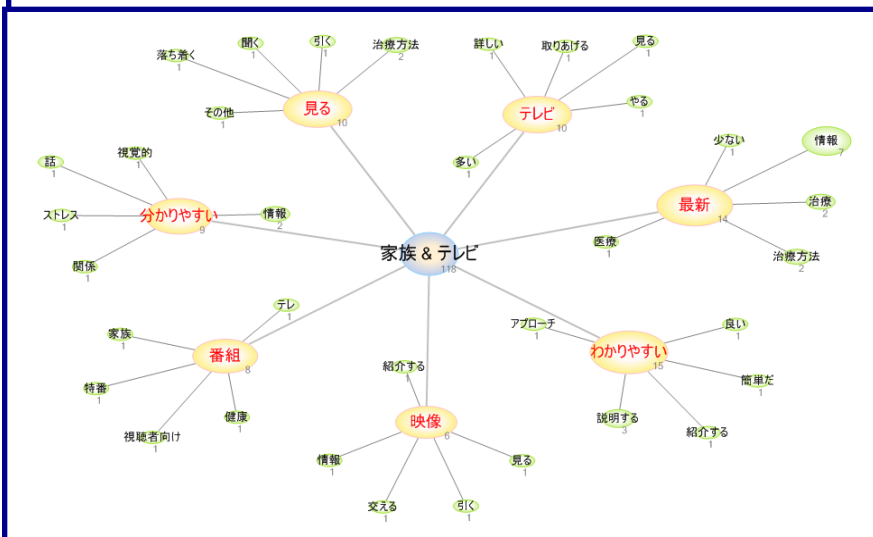 聞く
1
引く
1
治療方法
2
落ち着く
1
その他
1
見る
10
詳しい
1
取りあげる
1
見る
1
やる
1
多い
1
テレビ
10
少ない
1
情報
7
治療
2
治療方法
2
医療
1
最新
14
話
1
視覚的
1
ストレス
1
関係
1
情報
2
分かりやすい
9
家族 & テレビ
118
テレ
1
家族
1
特番
1
視聴者向け
1
健康
1
番組
8
紹介する
1
情報
1
交える
1
引く
1
見る
1
映像
6
アプローチ
1
良い
1
簡単だ
1
紹介する
1
説明する
3
わかりやすい
15